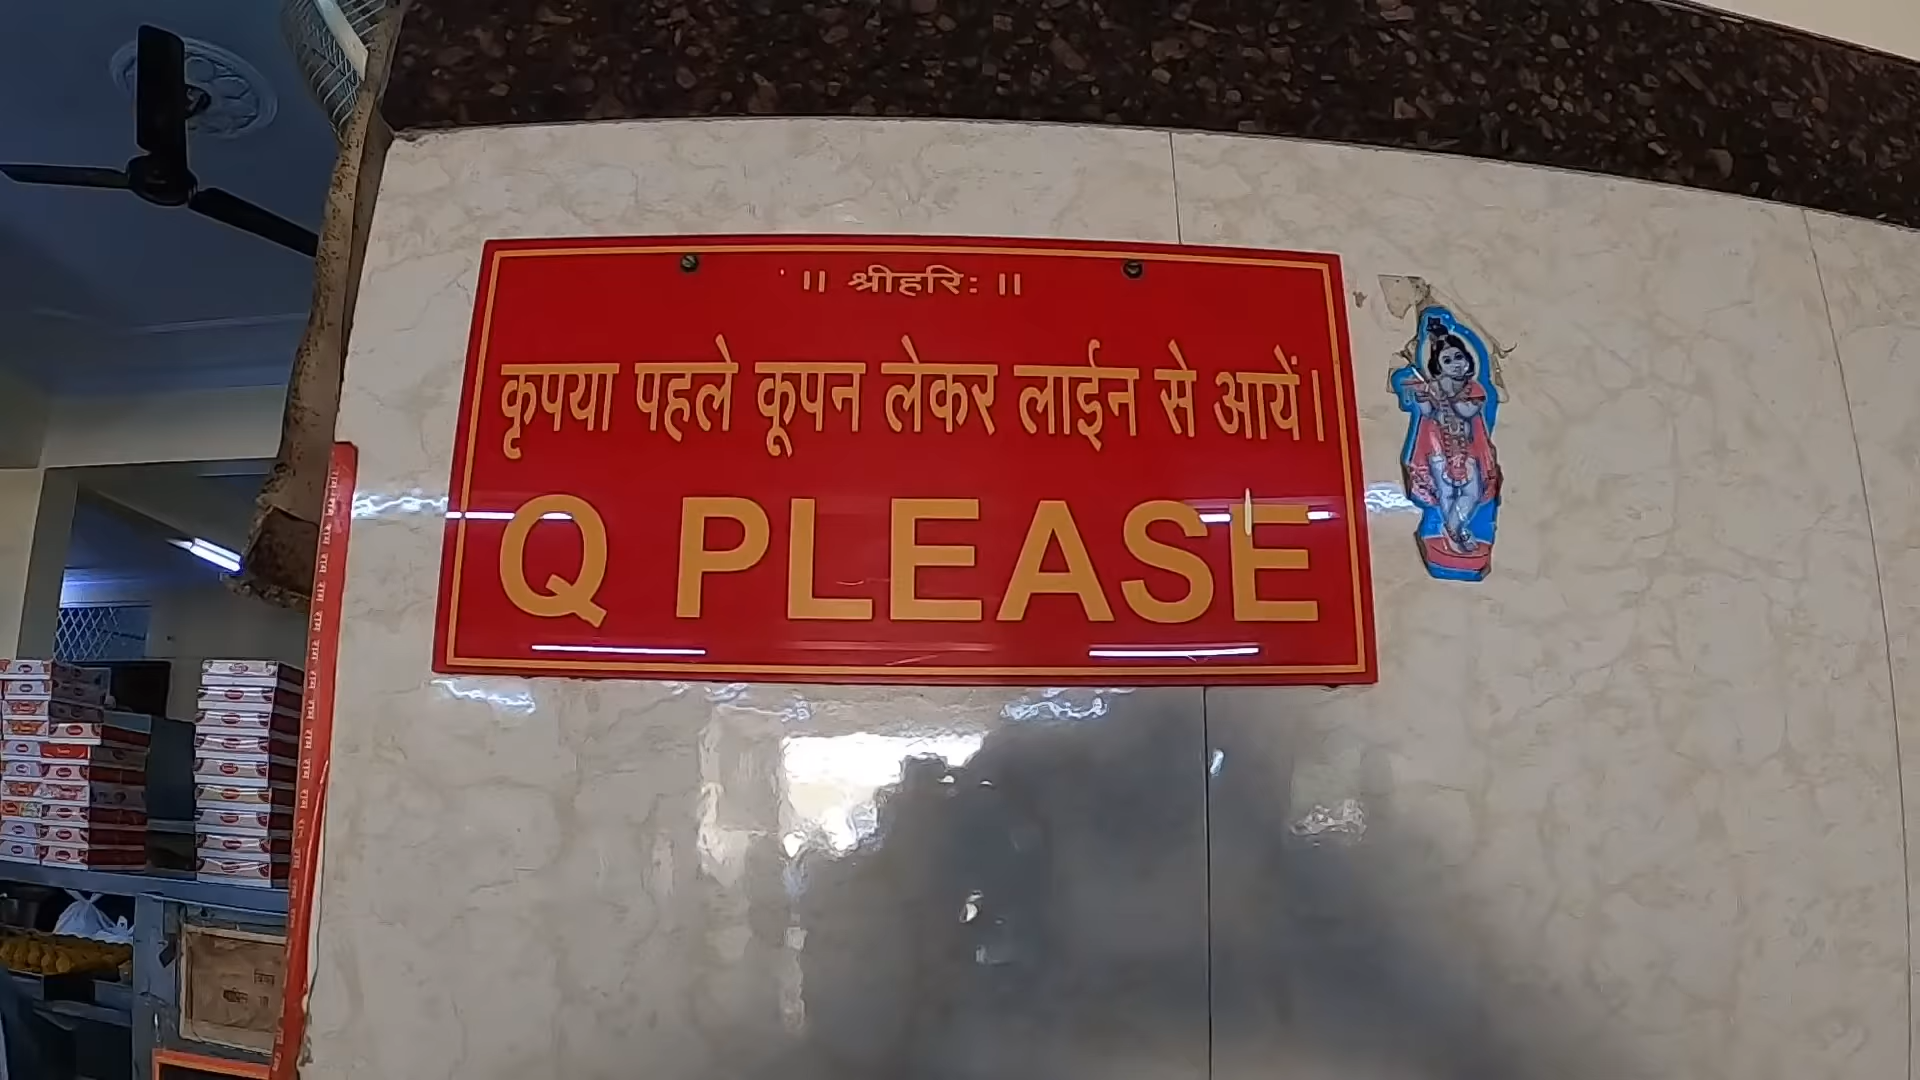 ॥ श्रीहरिः ॥
कृपया पहले कूपन लेकर लाईन से आयें।
Q PLEASE